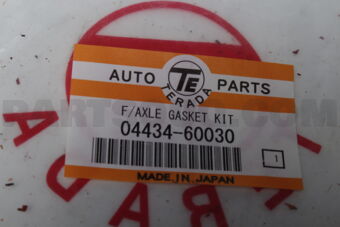 AUTO TE PARTS
TERADA
F/AXLE GASKET KIT
04434-60030
1
MADE IN JAPAN